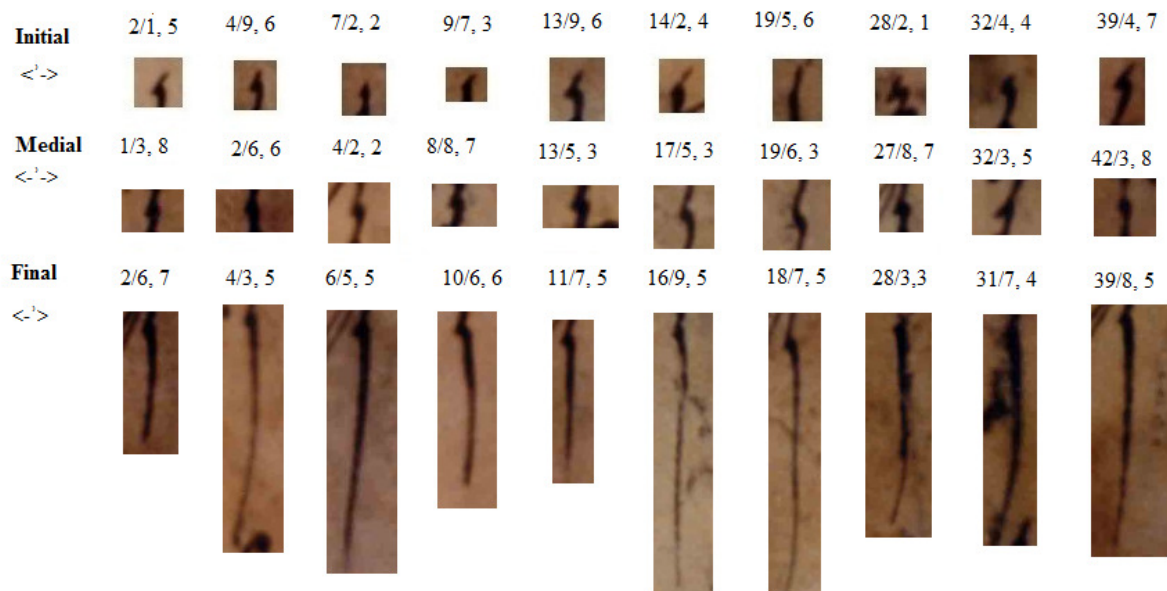 Initial 2/1, 5 4/9, 6 7/2, 2 9/7, 3 13/9, 6 14/2, 4 19/5, 6 28/2, 1 32/4, 4 39/4, 7
<ʾ->
Medial 1/3, 8 2/6, 6 4/2, 2 8/8, 7 13/5, 3 17/5, 3 19/6, 3 27/8, 7 32/3, 5 42/3, 8
<-ʾ->
Final 2/6, 7 4/3, 5 6/5, 5 10/6, 6 11/7, 5 16/9, 5 18/7, 5 28/3,3 31/7, 4 39/8, 5
<-ʾ>